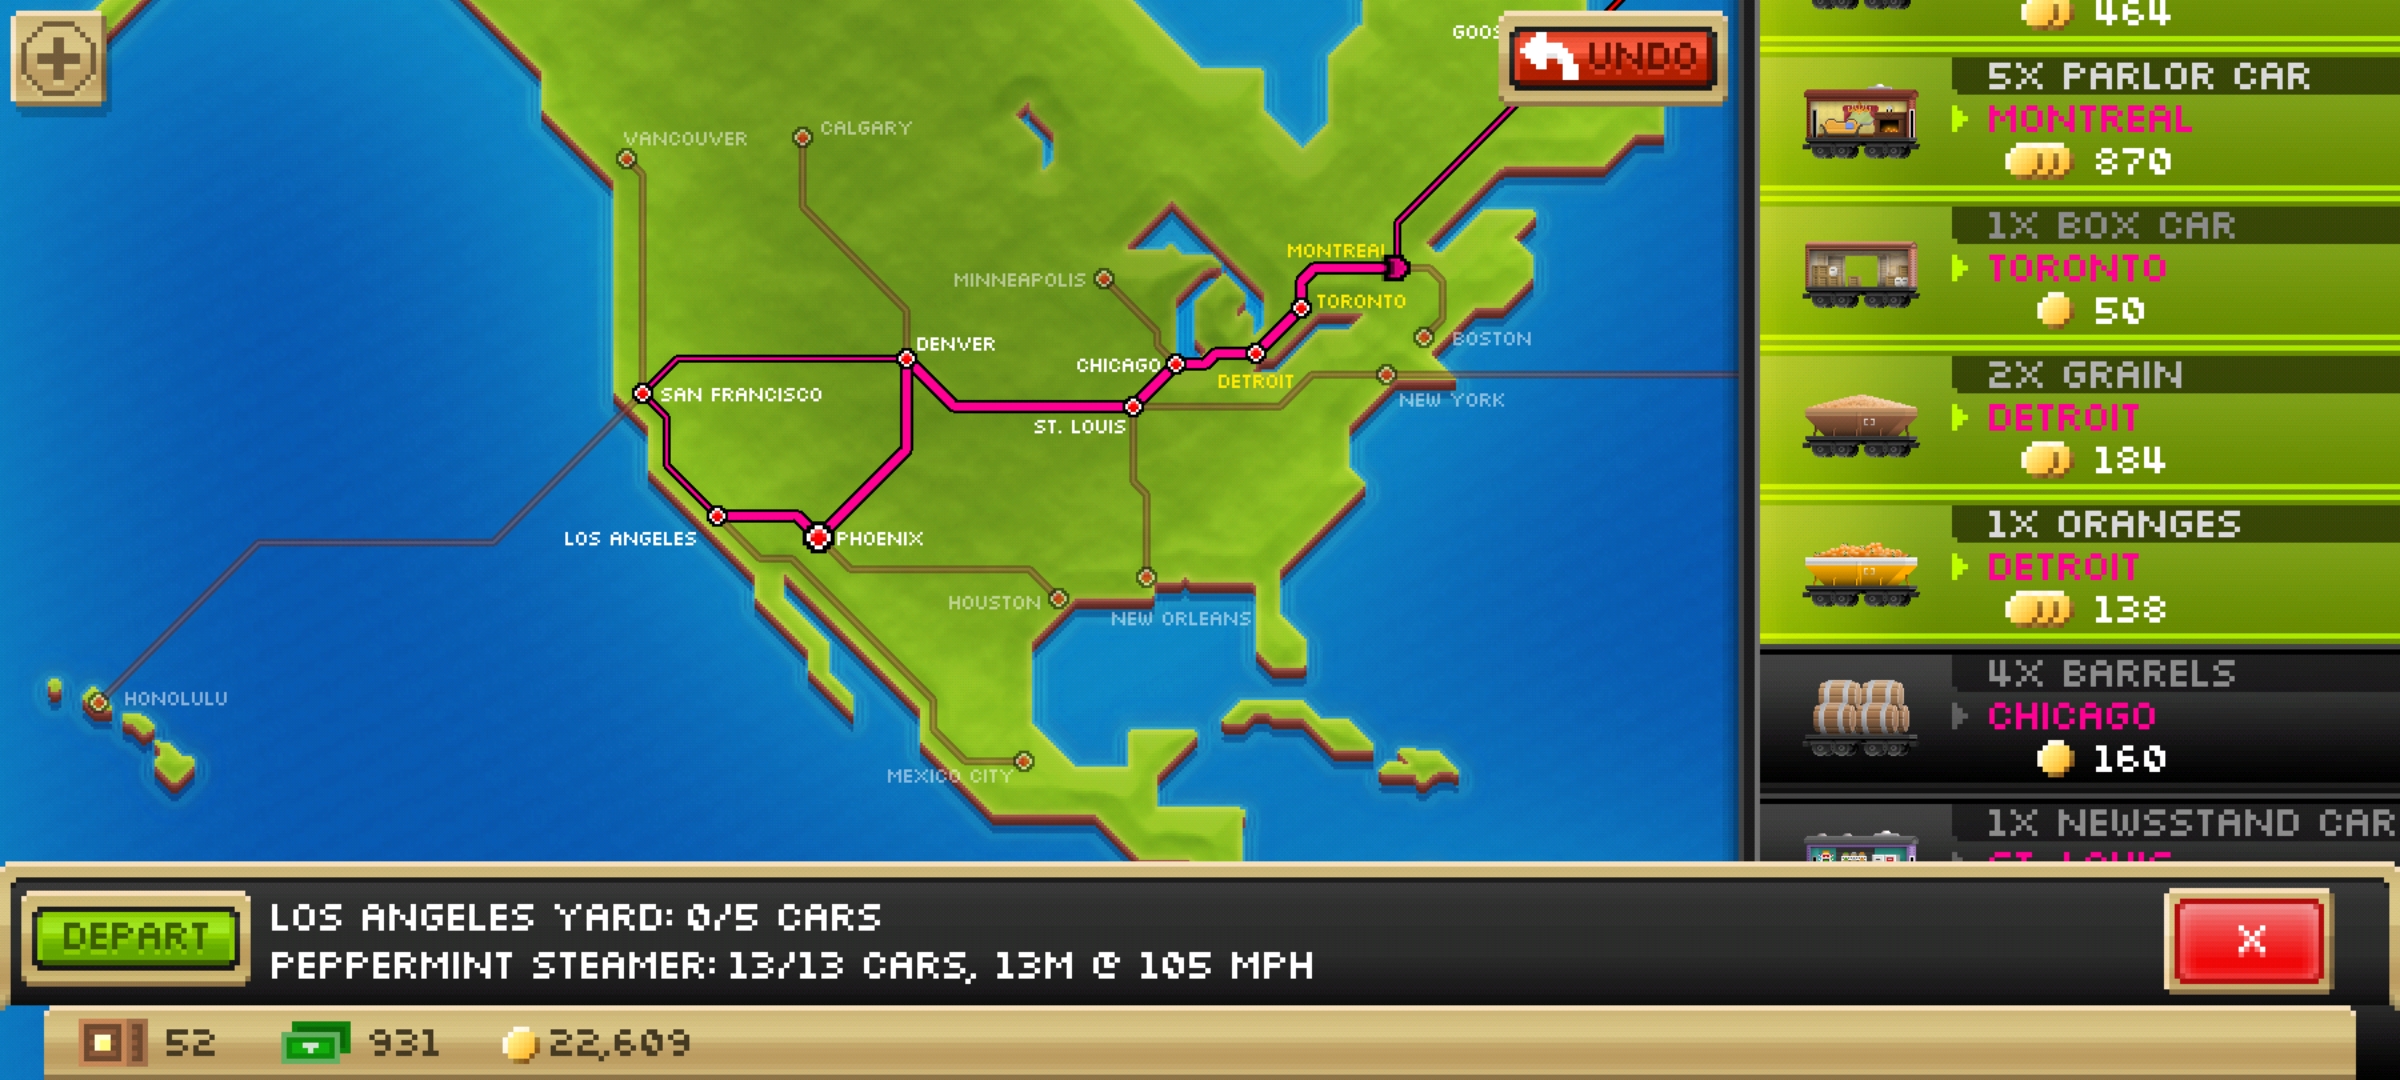 GOOS
UNDO
VANCOUVER
CALGARY
MINNEAPOLIS
MONTREAL
TORONTO
DENVER
CHICAGO
BOSTON
DETROIT
SAN FRANCISCO
NEW YORK
ST. LOUIS
LOS ANGELES
PHOENIX
HOUSTON
NEW ORLEANS
HONOLULU
MEXICO CITY
464
5X PARLOR CAR
MONTREAL
870
1X BOX CAR
TORONTO
50
2X GRAIN
DETROIT
184
1X ORANGES
DETROIT
138
4X BARRELS
CHICAGO
160
1X NEWSSTAND CAR
ST. LOUIS
DEPART
LOS ANGELES YARD: 0/5 CARS
PEPPERMINT STEAMER: 13/13 CARS, 13M @ 105 MPH
X
52
931
22,609